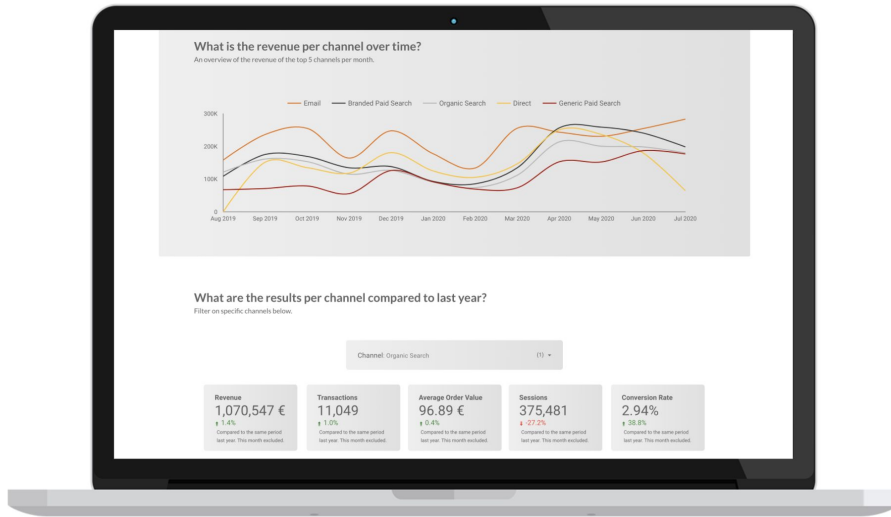 What is the revenue per channel over time?
An overview of the revenue of the top 5 channels per month.
Email Branded Paid Search Organic Search Direct Generic Paid Search
300K
200K
100K
0
Aug 2019 Sep 2019 Oct 2019 Nov 2019 Dec 2019 Jan 2020 Feb 2020 Mar 2020 Apr 2020 May 2020 Jun 2020 Jul 2020
What are the results per channel compared to last year?
Filter on specific channels below.
Channel: Organic Search (1)
Revenue
1,070,547 €
1.4%
Compared to the same period
last year. This month excluded.
Transactions
11,049
1.0%
Compared to the same period
last year. This month excluded.
Average Order Value
96.89 €
0.4%
Compared to the same period
last year. This month excluded.
Sessions
375,481
-27.2%
Compared to the same period
last year. This month excluded.
Conversion Rate
2.94%
38.8%
Compared to the same period
last year. This month excluded.